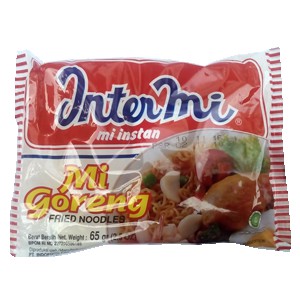 InterMi®
mi instan
Mi
Goreng
FRIED NOODLES
Berat Bersih Net. Weight : 65